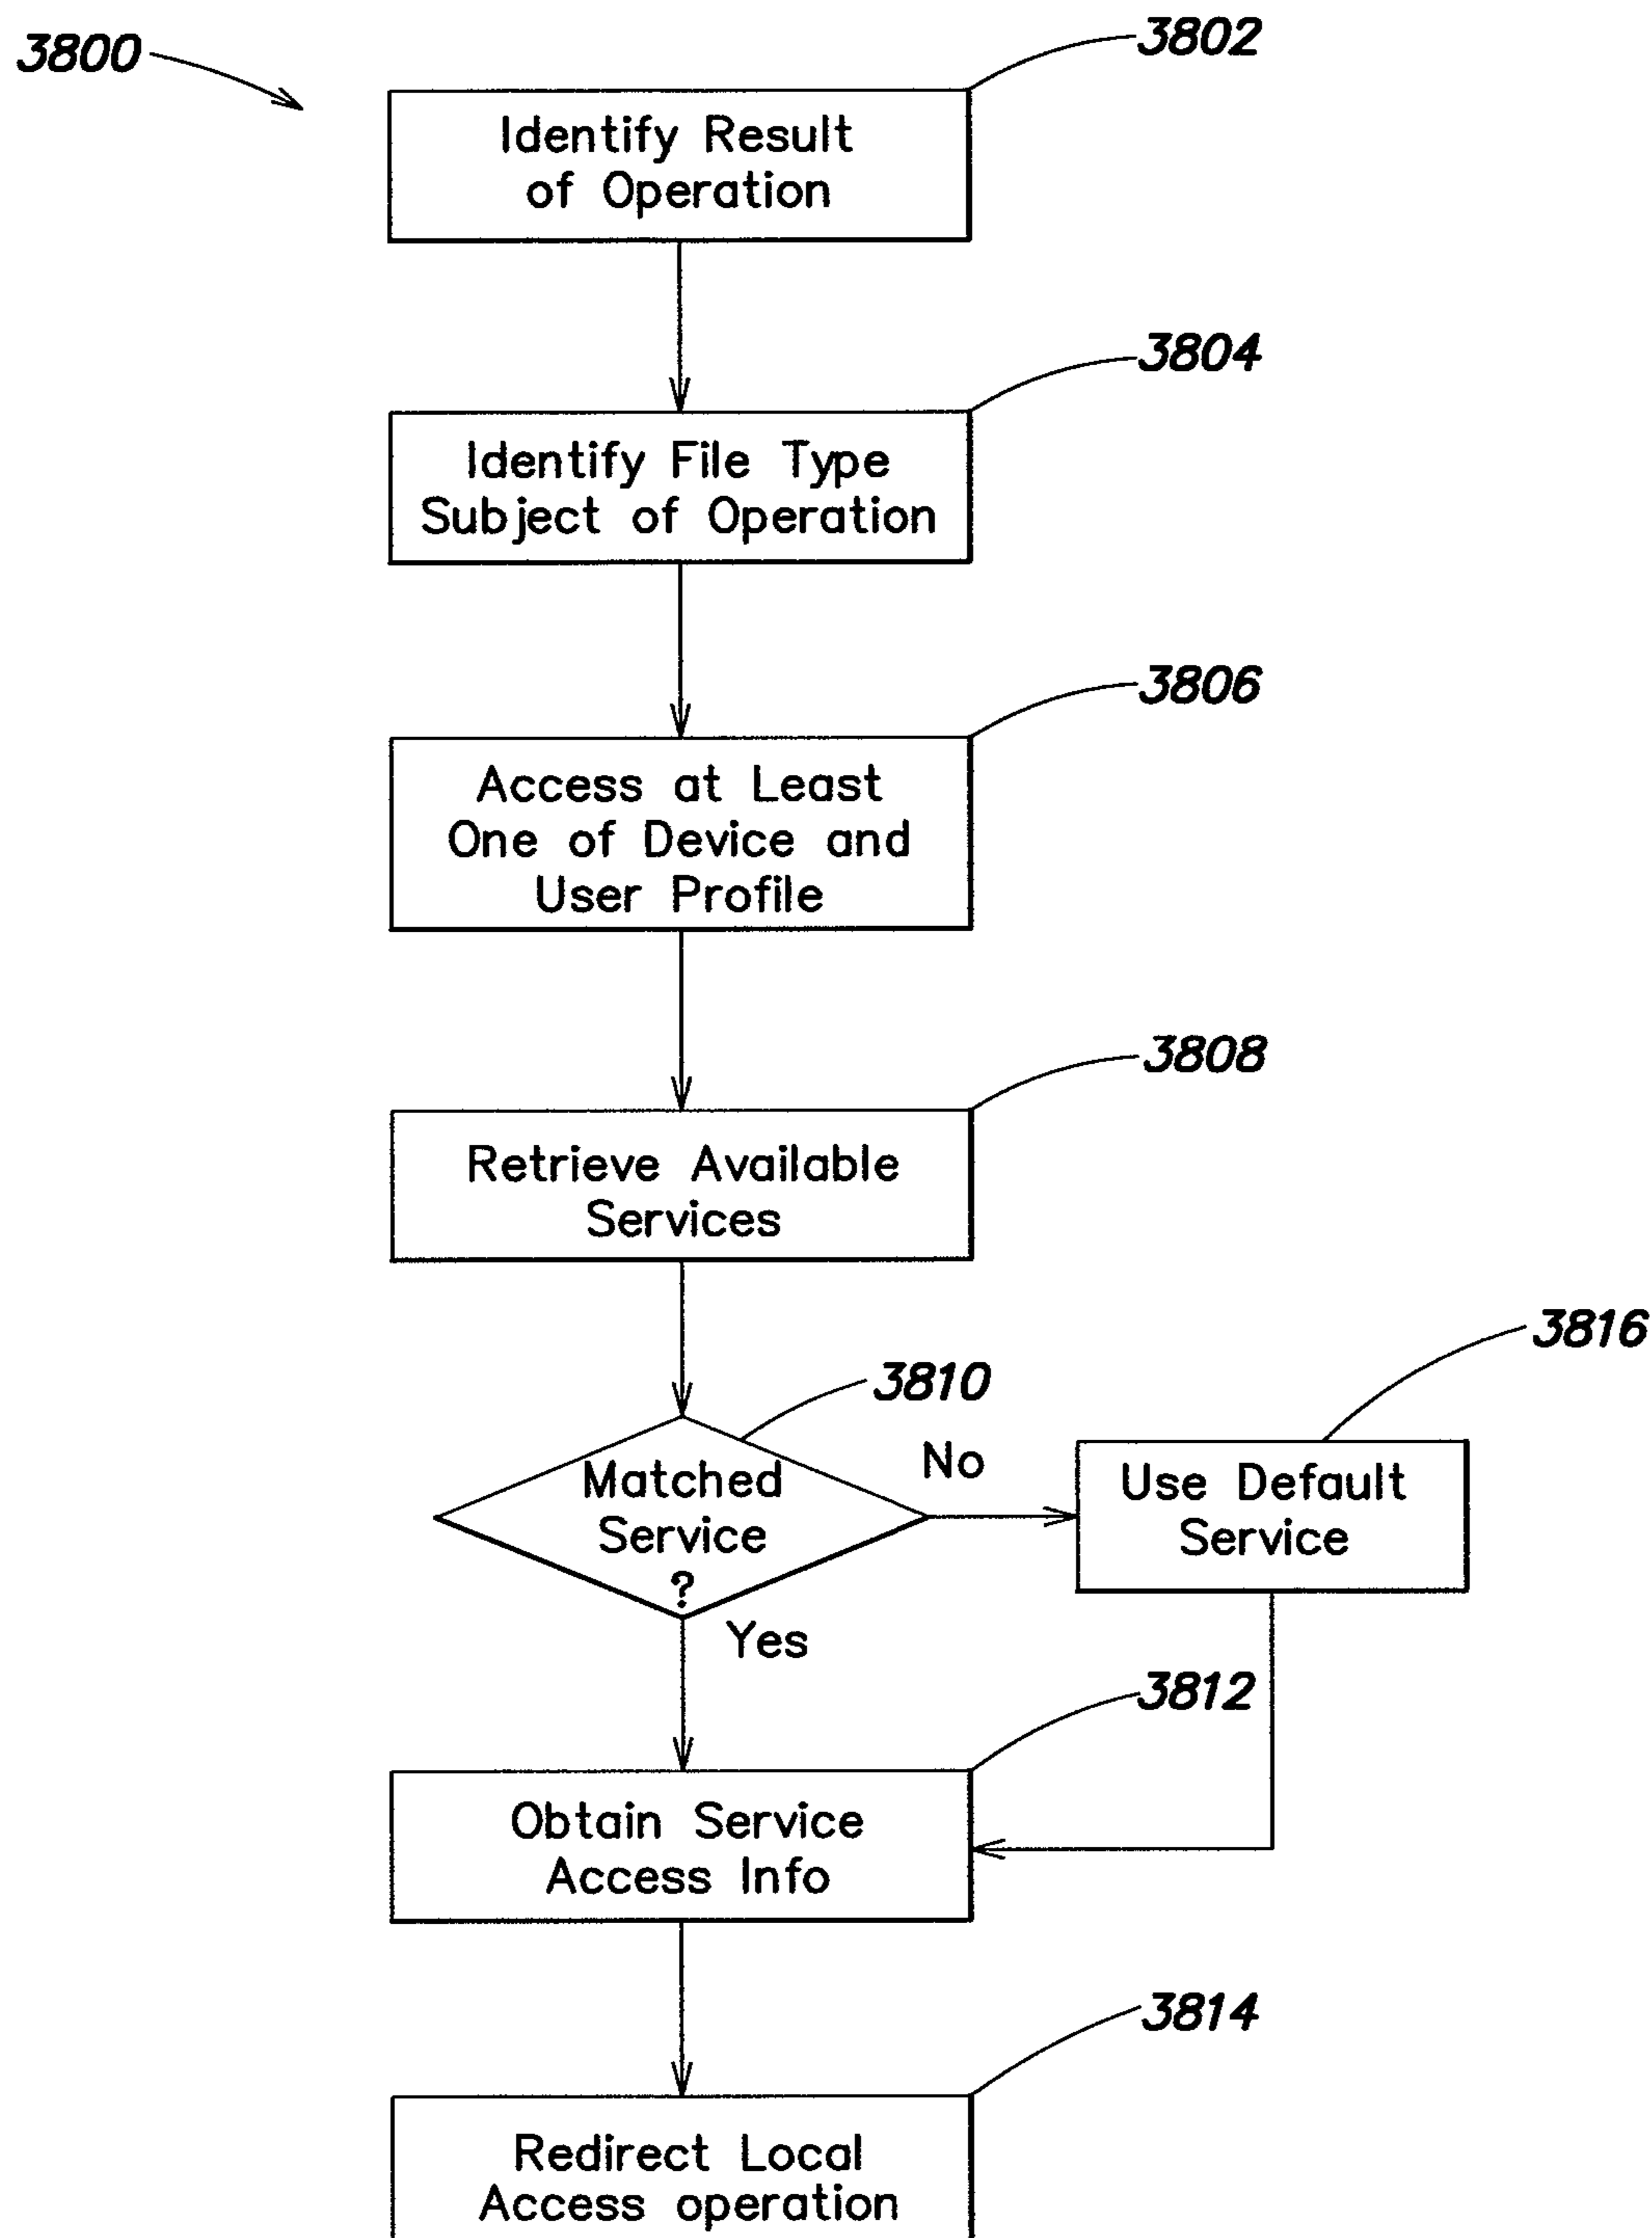 3800
3802
Identify Result
of Operation
3804
Identify File Type
Subject of Operation
3806
Access at Least
One of Device and
User Profile
3808
Retrieve Available
Services
3810
Matched
Service
?
No
3816
Use Default
Service
Yes
3812
Obtain Service
Access Info
3814
Redirect Local
Access operation